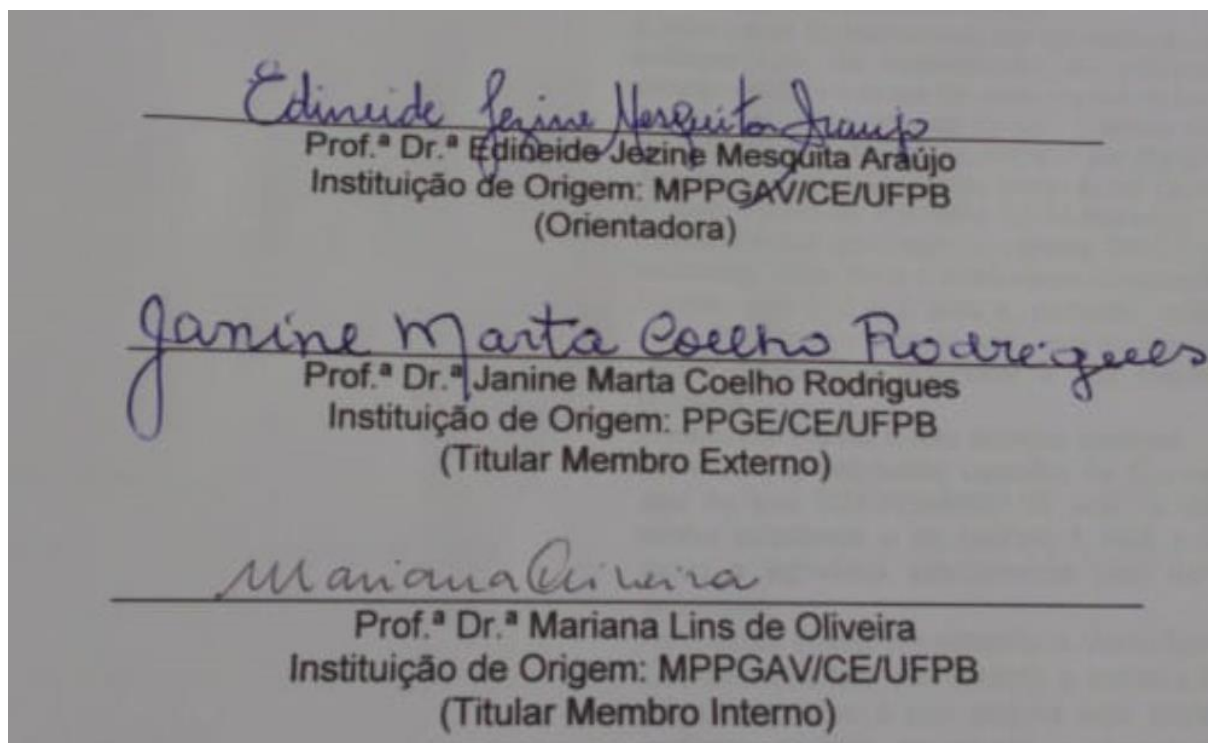 Edineide Jezine Mesquita Araujo
Prof.ª Dr.ª Edineide Jezine Mesquita Araújo
Instituição de Origem: MPPGAV/CE/UFPB
(Orientadora)
Janine Marta Coelho Rodrigues
Prof.ª Dr.ª Janine Marta Coelho Rodrigues
Instituição de Origem: PPGE/CE/UFPB
(Titular Membro Externo)
Mariana Oliveira
Prof.ª Dr.ª Mariana Lins de Oliveira
Instituição de Origem: MPPGAV/CE/UFPB
(Titular Membro Interno)